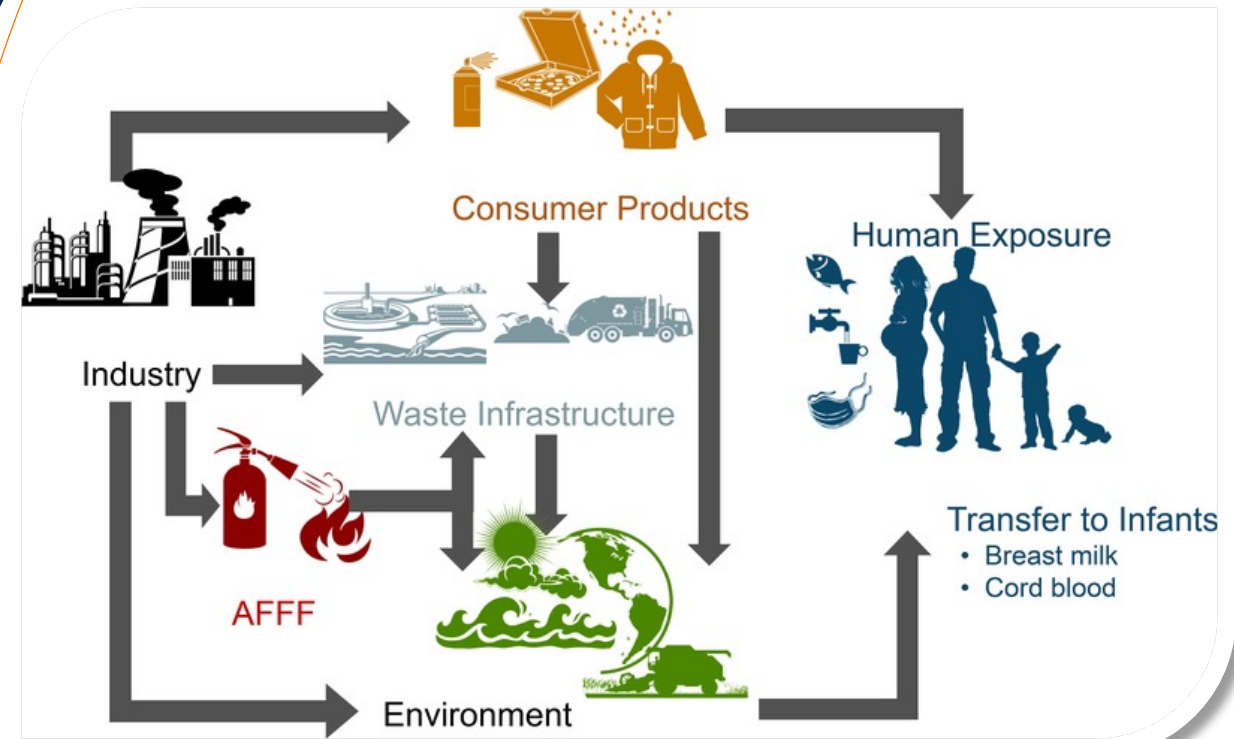 Consumer Products
Human Exposure
Industry
Waste Infrastructure
Transfer to Infants
• Breast milk
• Cord blood
AFFF
Environment